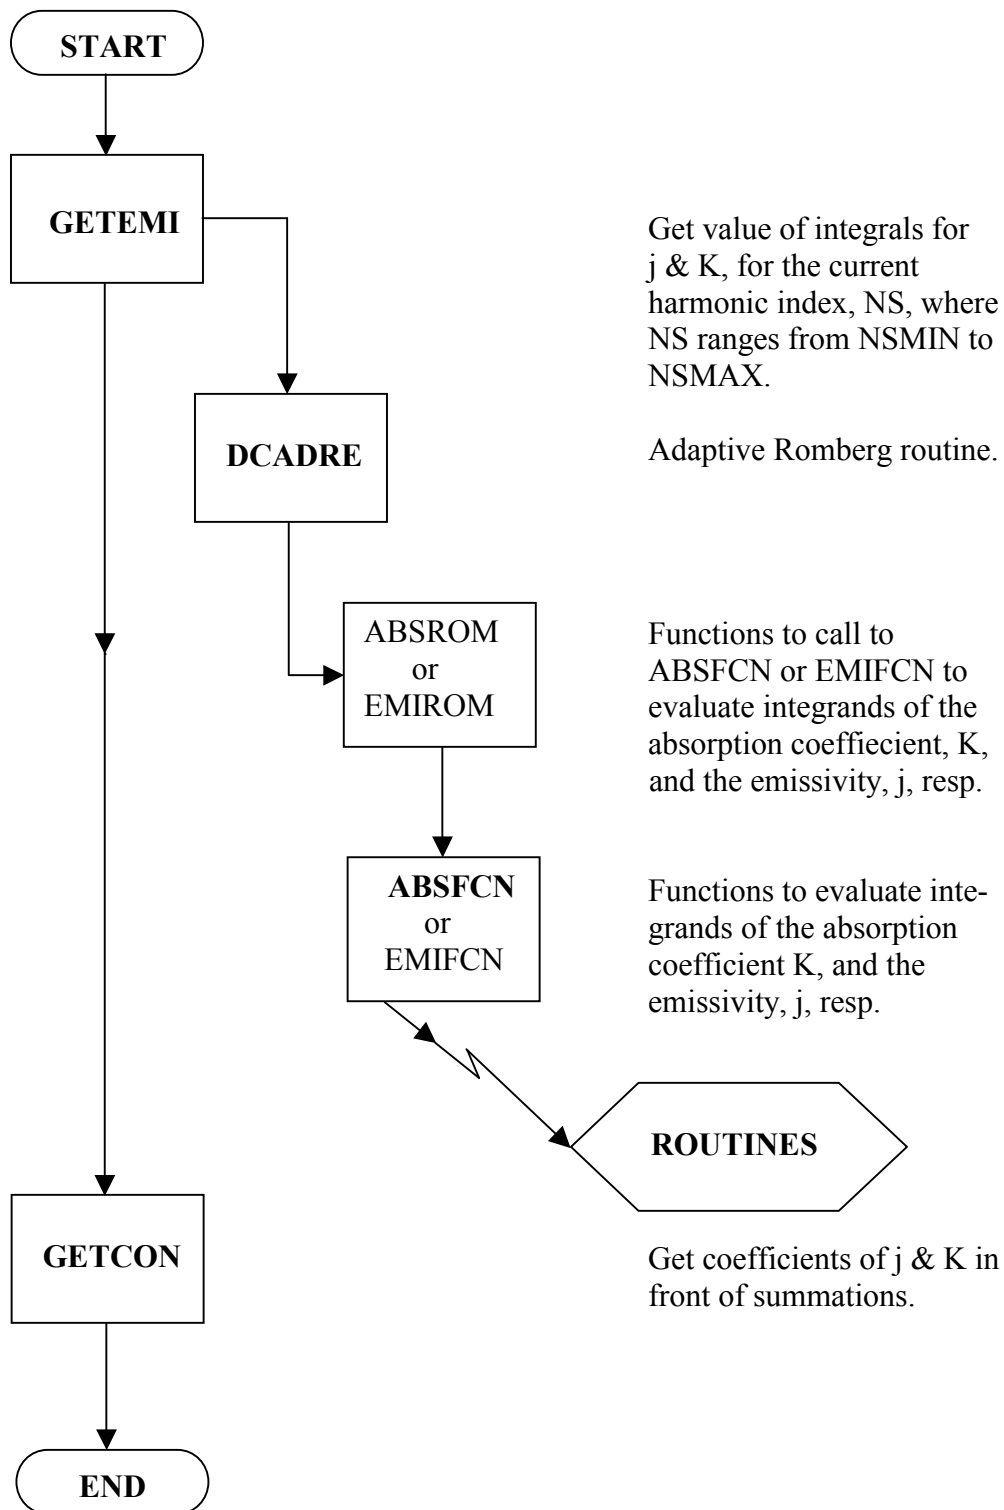 START
GETEMI
Get value of integrals for
j & K, for the current
harmonic index, NS, where
NS ranges from NSMIN to
NSMAX.
DCADRE
Adaptive Romberg routine.
ABSROM
or
EMIROM
Functions to call to
ABSFCN or EMIFCN to
evaluate integrands of the
absorption coeffiecient, K,
and the emissivity, j, resp.
ABSFCN
or
EMIFCN
Functions to evaluate inte-
grands of the absorption
coefficient K, and the
emissivity, j, resp.
ROUTINES
GETCON
Get coefficients of j & K in
front of summations.
END